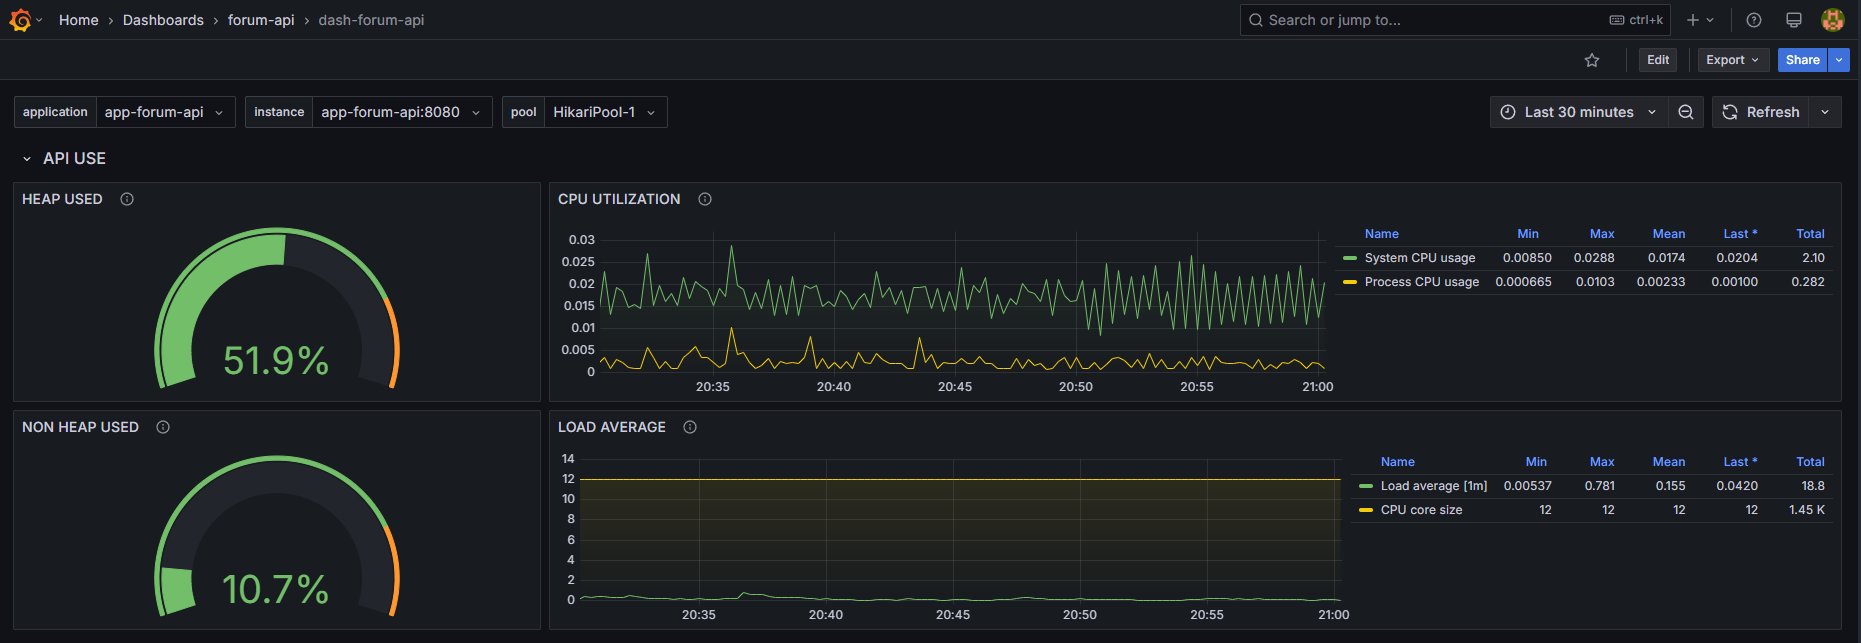 Home › Dashboards › forum-api › dash-forum-api
Search or jump to... ctrl+k
Edit Export Share
application app-forum-api instance app-forum-api:8080 pool HikariPool-1 Last 30 minutes Refresh
API USE
HEAP USED
51.9%
CPU UTILIZATION
0.03
0.025
0.02
0.015
0.01
0.005
0
20:35 20:40 20:45 20:50 20:55 21:00
Name Min Max Mean Last * Total
System CPU usage 0.00850 0.0288 0.0174 0.0204 2.10
Process CPU usage 0.000665 0.0103 0.00233 0.00100 0.282
NON HEAP USED
10.7%
LOAD AVERAGE
14
12
10
8
6
4
2
0
20:35 20:40 20:45 20:50 20:55 21:00
Name Min Max Mean Last * Total
Load average [1m] 0.00537 0.781 0.155 0.0420 18.8
CPU core size 12 12 12 12 1.45 K